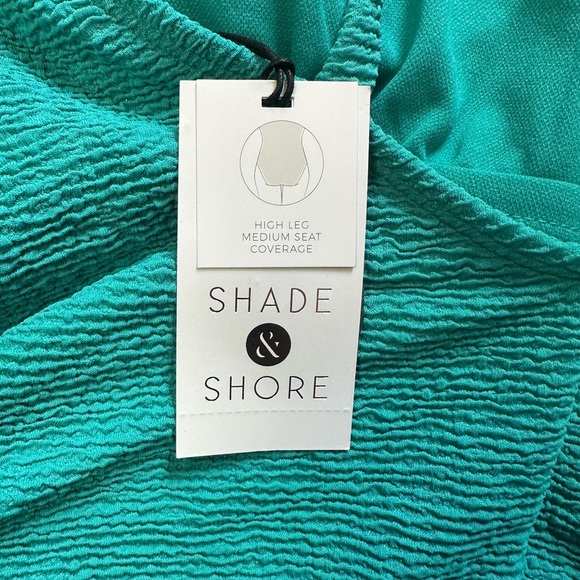 HIGH LEG
MEDIUM SEAT
COVERAGE
SHADE
&
SHORE